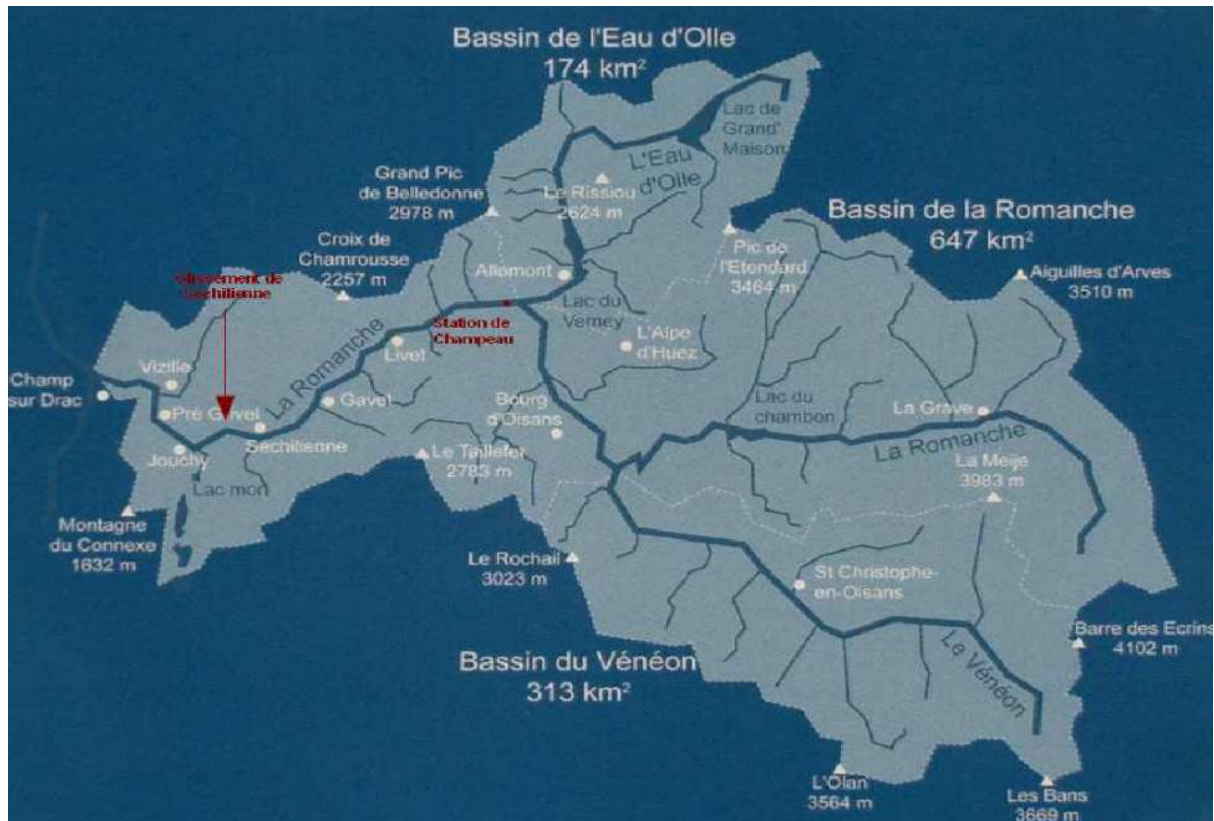 Bassin de l'Eau d'Olle
174 km²
Lac de
Grand'
Maison
L'Eau
d'Olle
Grand Pic
de Belledonne
2978 m
Le Rissiou
2624 m
Bassin de la Romanche
647 km²
Croix de
Chamrousse
2257 m
Pic de
l'Etendard
3464 m
Aiguilles d'Arves
3510 m
Glissement de
Séchilienne
Allemont
Lac du
Verney
Station de
Champeau
L'Alpe
d'Huez
Livet
La Romanche
Vizille
Champ
sur Drac
Gavet
Bourg
d'Oisans
Lac du
chambon
La Grave
Pré Grivel
Séchilienne
La Romanche
Jouchy
Le Taillefer
2783 m
La Meije
3983 m
Lac mort
Montagne
du Connexe
1632 m
Le Rochail
3023 m
St Christophe-
en-Oisans
Barre des Ecrins
4102 m
Le Vénéon
Bassin du Vénéon
313 km²
L'Olan
3564 m
Les Bans
3669 m